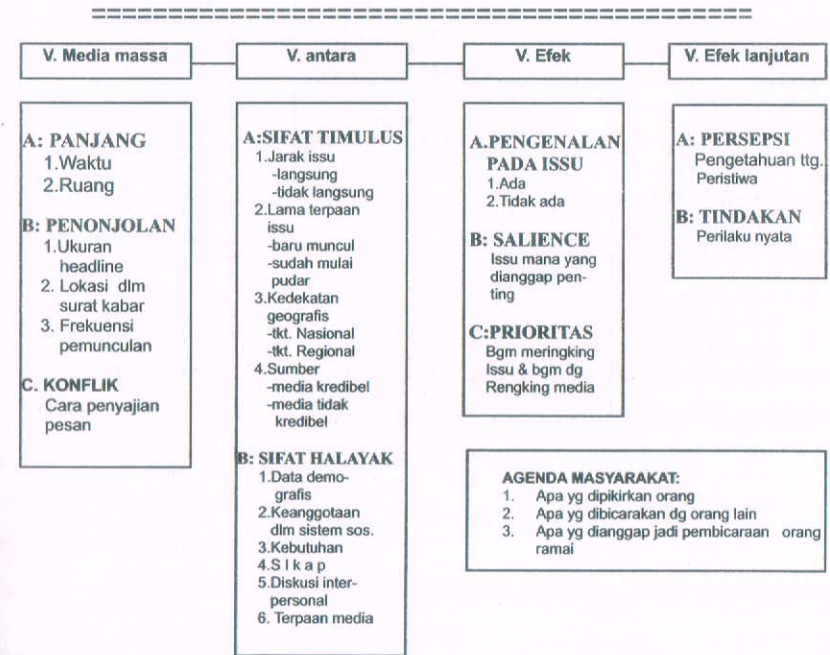 V. Media massa
V. antara
V. Efek
V. Efek lanjutan
A: PANJANG
1.Waktu
2.Ruang
B: PENONJOLAN
1.Ukuran
headline
2. Lokasi dlm
surat kabar
3. Frekuensi
pemunculan
C. KONFLIK
Cara penyajian
pesan
A:SIFAT TIMULUS
1.Jarak issu
-langsung
-tidak langsung
2.Lama terpaan
issu
-baru muncul
-sudah mulai
pudar
3.Kedekatan
geografis
-tkt. Nasional
-tkt. Regional
4.Sumber
-media kredibel
-media tidak
kredibel
B: SIFAT HALAYAK
1.Data demo-
grafis
2.Keanggotaan
dlm sistem sos.
3.Kebutuhan
4.S I k a p
5.Diskusi inter-
personal
6. Terpaan media
A.PENGENALAN
PADA ISSU
1.Ada
2.Tidak ada
B: SALIENCE
Issu mana yang
dianggap pen-
ting
C:PRIORITAS
Bgm meringking
Issu & bgm dg
Rengking media
A: PERSEPSI
Pengetahuan ttg..
Peristiwa
B: TINDAKAN
Perilaku nyata
AGENDA MASYARAKAT:
1. Apa yg dipikirkan orang
2. Apa yg dibicarakan dg orang lain
3. Apa yg dianggap jadi pembicaraan orang
ramai